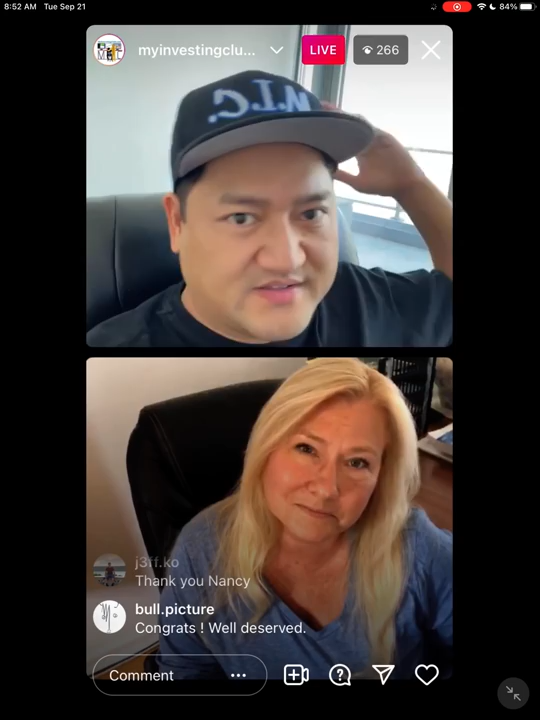 8:52 AM Tue Sep 21
84%
myinvestingclu...
LIVE
266
M.I.C.
j3ff.ko
Thank you Nancy
bull.picture
Congrats ! Well deserved.
Comment